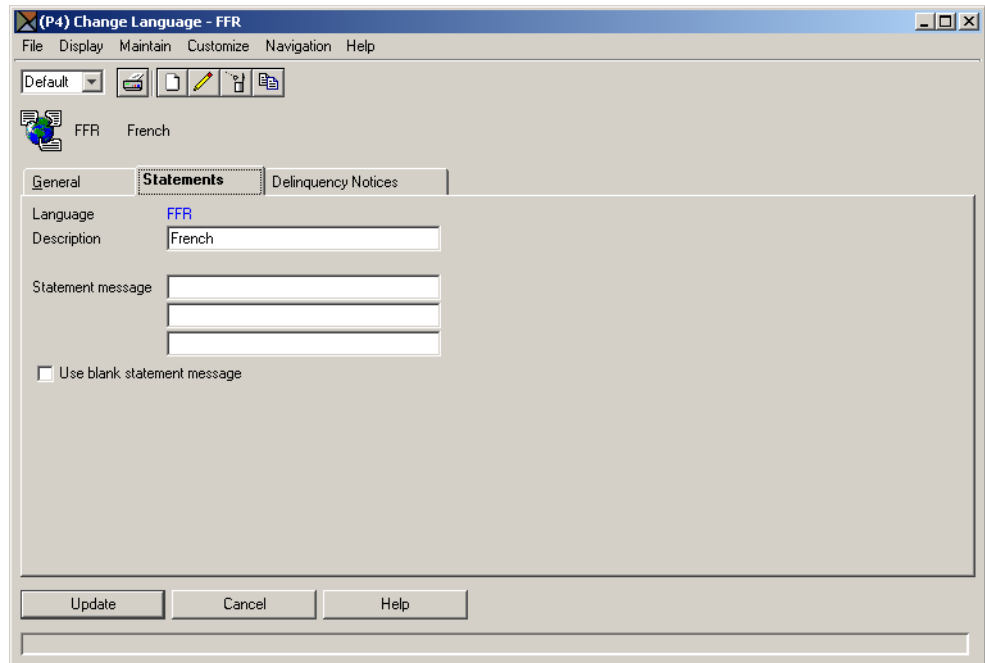 (P4) Change Language - FFR
File Display Maintain Customize Navigation Help
Default
FFR French
General Statements Delinquency Notices
Language FFR
Description French
Statement message
Use blank statement message
Update Cancel Help